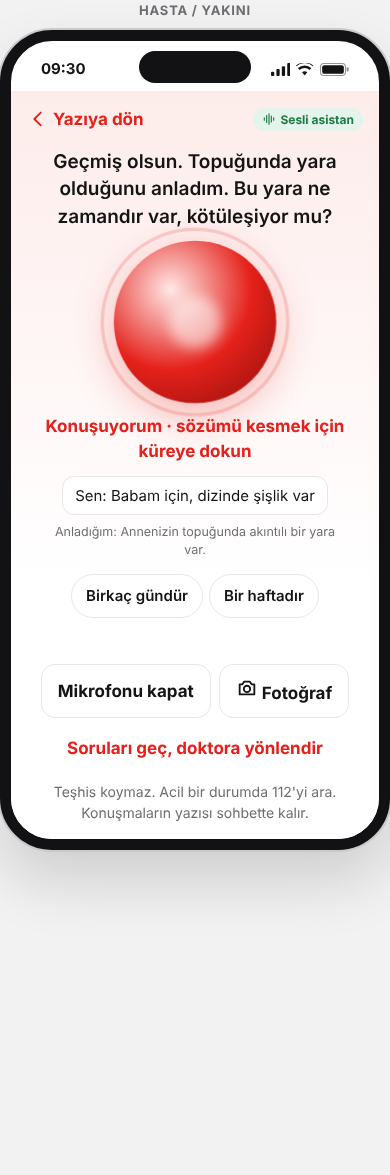 HASTA / YAKINI
09:30
Yazıya dön
Sesli asistan
Geçmiş olsun. Topuğunda yara
olduğunu anladım. Bu yara ne
zamandır var, kötüleşiyor mu?
Konuşuyorum · sözümü kesmek için
küreye dokun
Sen: Babam için, dizinde şişlik var
Anladığım: Annenizin topuğunda akıntılı bir yara
var.
Birkaç gündür
Bir haftadır
Mikrofonu kapat
Fotoğraf
Soruları geç, doktora yönlendir
Teşhis koymaz. Acil bir durumda 112'yi ara.
Konuşmaların yazısı sohbette kalır.